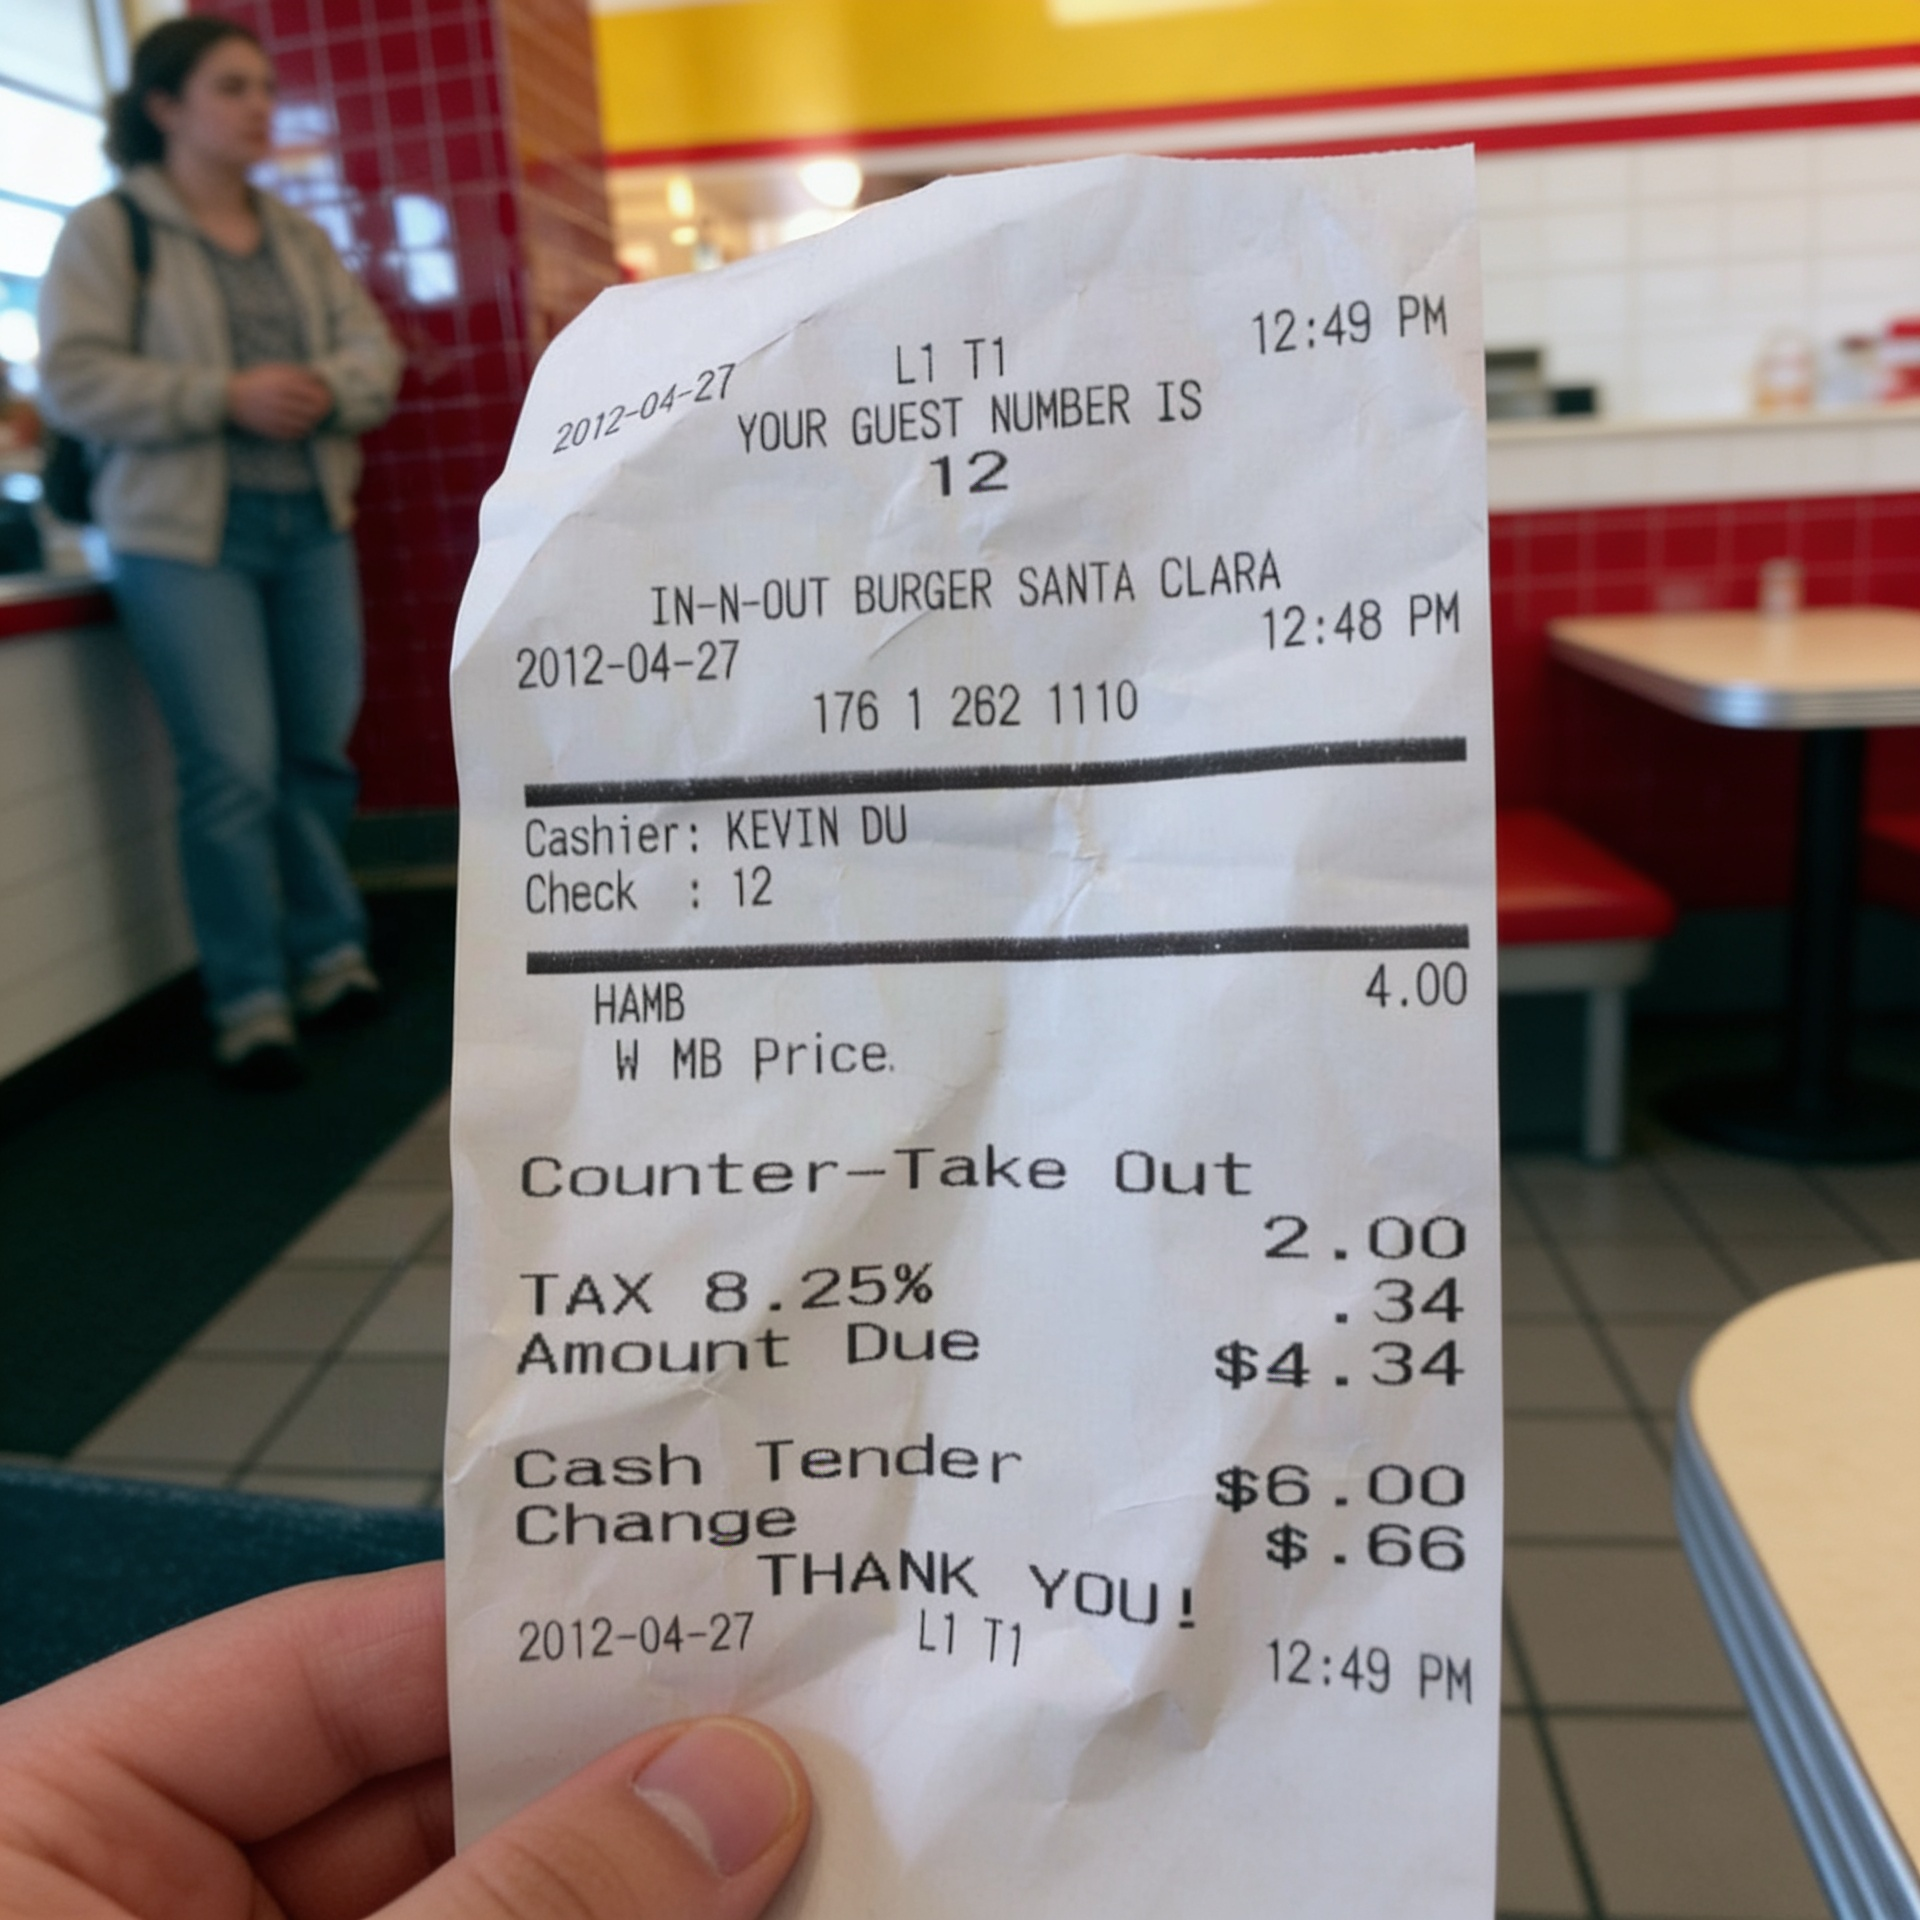 2012-04-27 L1 T1 12:49 PM
YOUR GUEST NUMBER IS
12
IN-N-OUT BURGER SANTA CLARA
2012-04-27 12:48 PM
176 1 262 1110
Cashier: KEVIN DU
Check : 12
HAMB 4.00
W MB Price.
Counter-Take Out 2.00
TAX 8.25% .34
Amount Due $4.34
Cash Tender $6.00
Change $.66
THANK YOU!
2012-04-27 L1 T1 12:49 PM